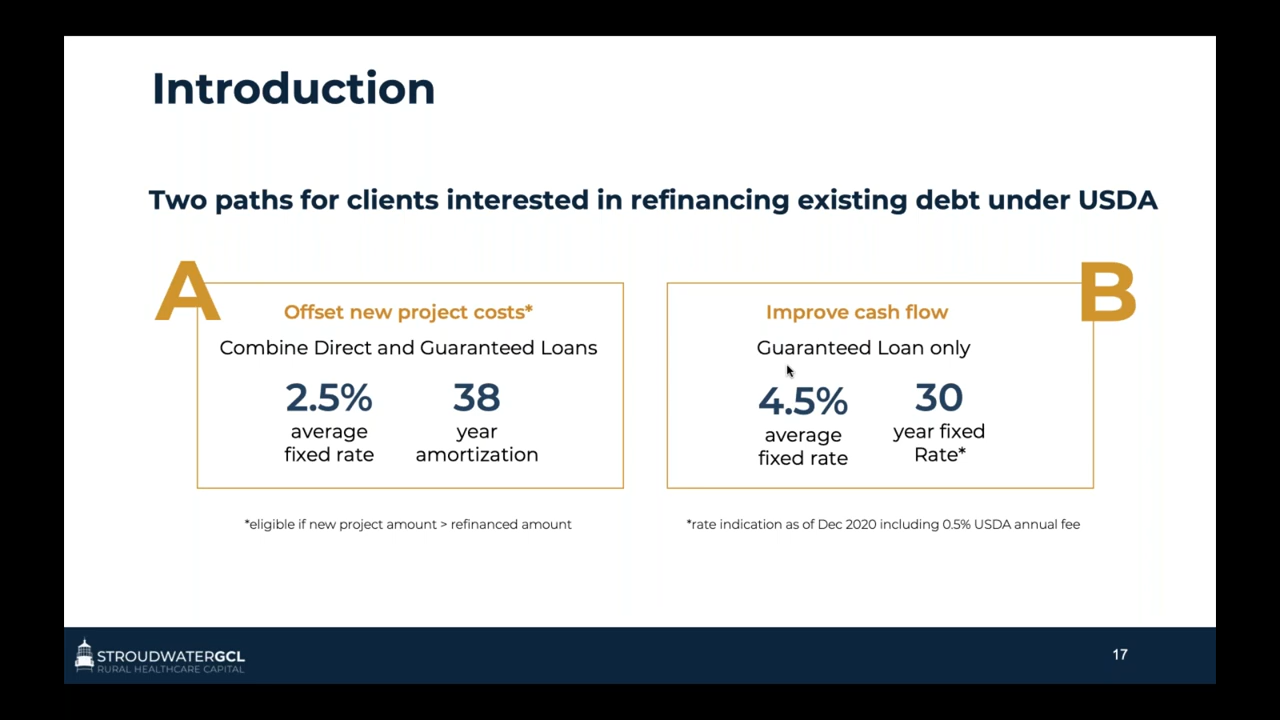 Introduction
Two paths for clients interested in refinancing existing debt under USDA
A
Offset new project costs*
Combine Direct and Guaranteed Loans
2.5%
average
fixed rate
38
year
amortization
*eligible if new project amount > refinanced amount
B
Improve cash flow
Guaranteed Loan only
4.5%
average
fixed rate
30
year fixed
Rate*
*rate indication as of Dec 2020 including 0.5% USDA annual fee
STROUDWATERGCL
RURAL HEALTHCARE CAPITAL
17